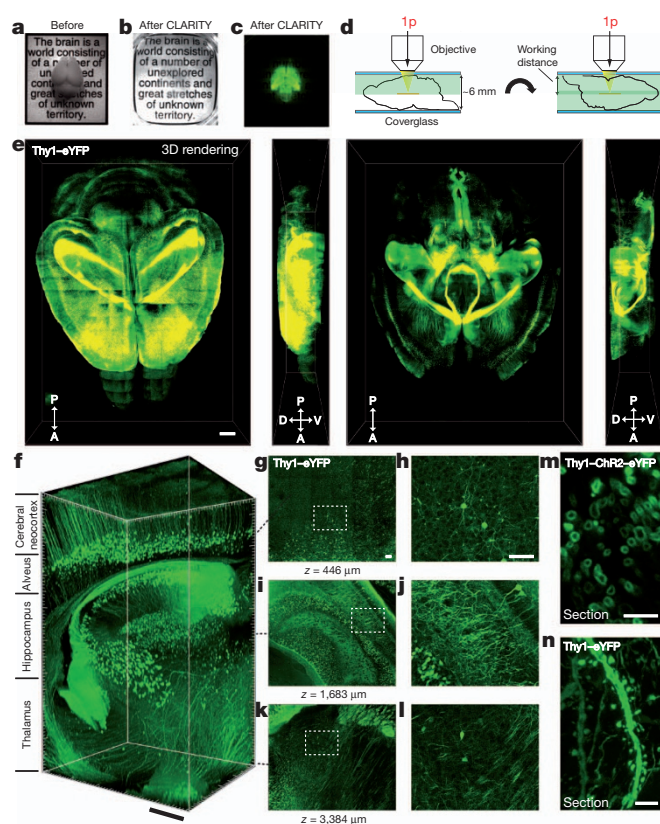 a
Before
The brain is a
world consisting
of a number
of un
contin and
great stretches
of unknown
territory.
b
After CLARITY
The brain is a
world consisting
of a number of
unexplored
continents and
great stretches
of unknown
territory.
c
After CLARITY
d
1p
1p
Objective
Working
distance
~6 mm
Coverglass
e
Thy1–eYFP
3D rendering
P
A
P
D V
A
P
A
P
D V
A
f
Cerebral
neocortex
Alveus
Hippocampus
Thalamus
g
Thy1–eYFP
z = 446 μm
h
i
z = 1,683 μm
j
k
z = 3,384 μm
l
m
Thy1–ChR2–eYFP
Section
n
Thy1–eYFP
Section